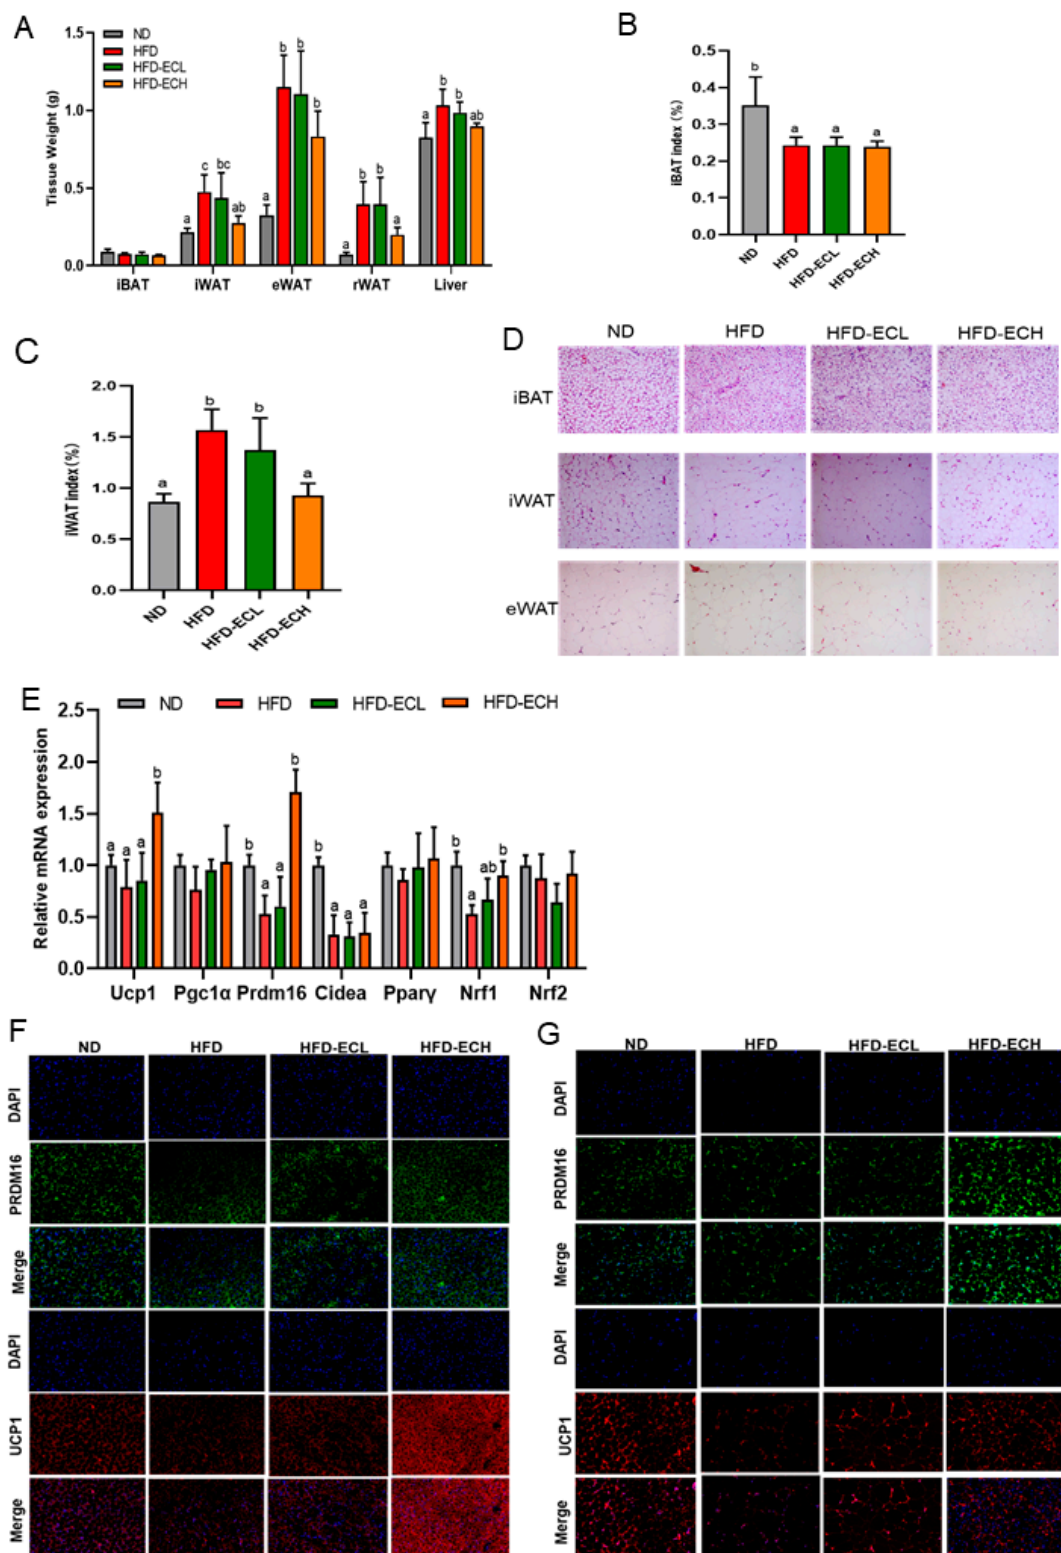 A
ND
HFD
HFD-ECL
HFD-ECH
Tissue Weight (g)
1.5
1.0
0.5
0.0
a c bc ab
a b b b
a b b a
a b b ab
iBAT iWAT eWAT rWAT Liver
B
iBAT index (%)
0.5
0.4
0.3
0.2
0.1
0.0
b a a a
ND HFD HFD-ECL HFD-ECH
C
iWAT index (%)
2.0
1.5
1.0
0.5
0.0
a b b a
ND HFD HFD-ECL HFD-ECH
D
ND HFD HFD-ECL HFD-ECH
iBAT
iWAT
eWAT
E
ND HFD HFD-ECL HFD-ECH
Relative mRNA expression
2.5
2.0
1.5
1.0
0.5
0.0
a a a b
b a a b
b a a a
b a ab b
Ucp1 Pgc1α Prdm16 Cidea Pparγ Nrf1 Nrf2
F
ND HFD HFD-ECL HFD-ECH
DAPI
PRDM16
Merge
DAPI
UCP1
Merge
G
ND HFD HFD-ECL HFD-ECH
DAPI
PRDM16
Merge
DAPI
UCP1
Merge